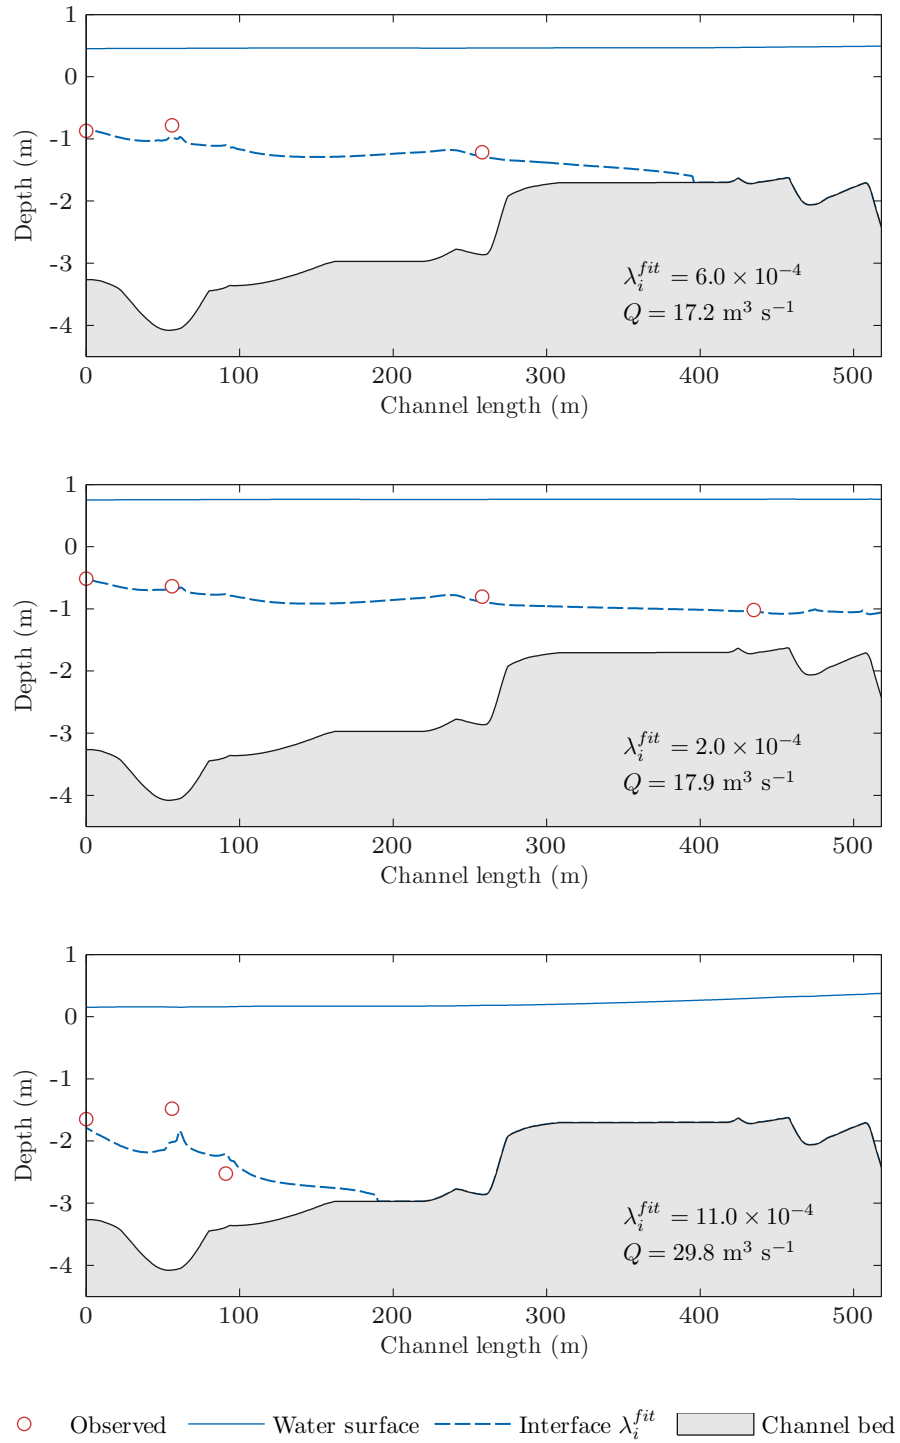 1
0
-1
-2
-3
-4
Depth (m)
λ_i^{fit} = 6.0 × 10⁻⁴
Q = 17.2 m³ s⁻¹
0 100 200 300 400 500
Channel length (m)
1
0
-1
-2
-3
-4
Depth (m)
λ_i^{fit} = 2.0 × 10⁻⁴
Q = 17.9 m³ s⁻¹
0 100 200 300 400 500
Channel length (m)
1
0
-1
-2
-3
-4
Depth (m)
λ_i^{fit} = 11.0 × 10⁻⁴
Q = 29.8 m³ s⁻¹
0 100 200 300 400 500
Channel length (m)
Observed Water surface Interface λ_i^{fit} Channel bed